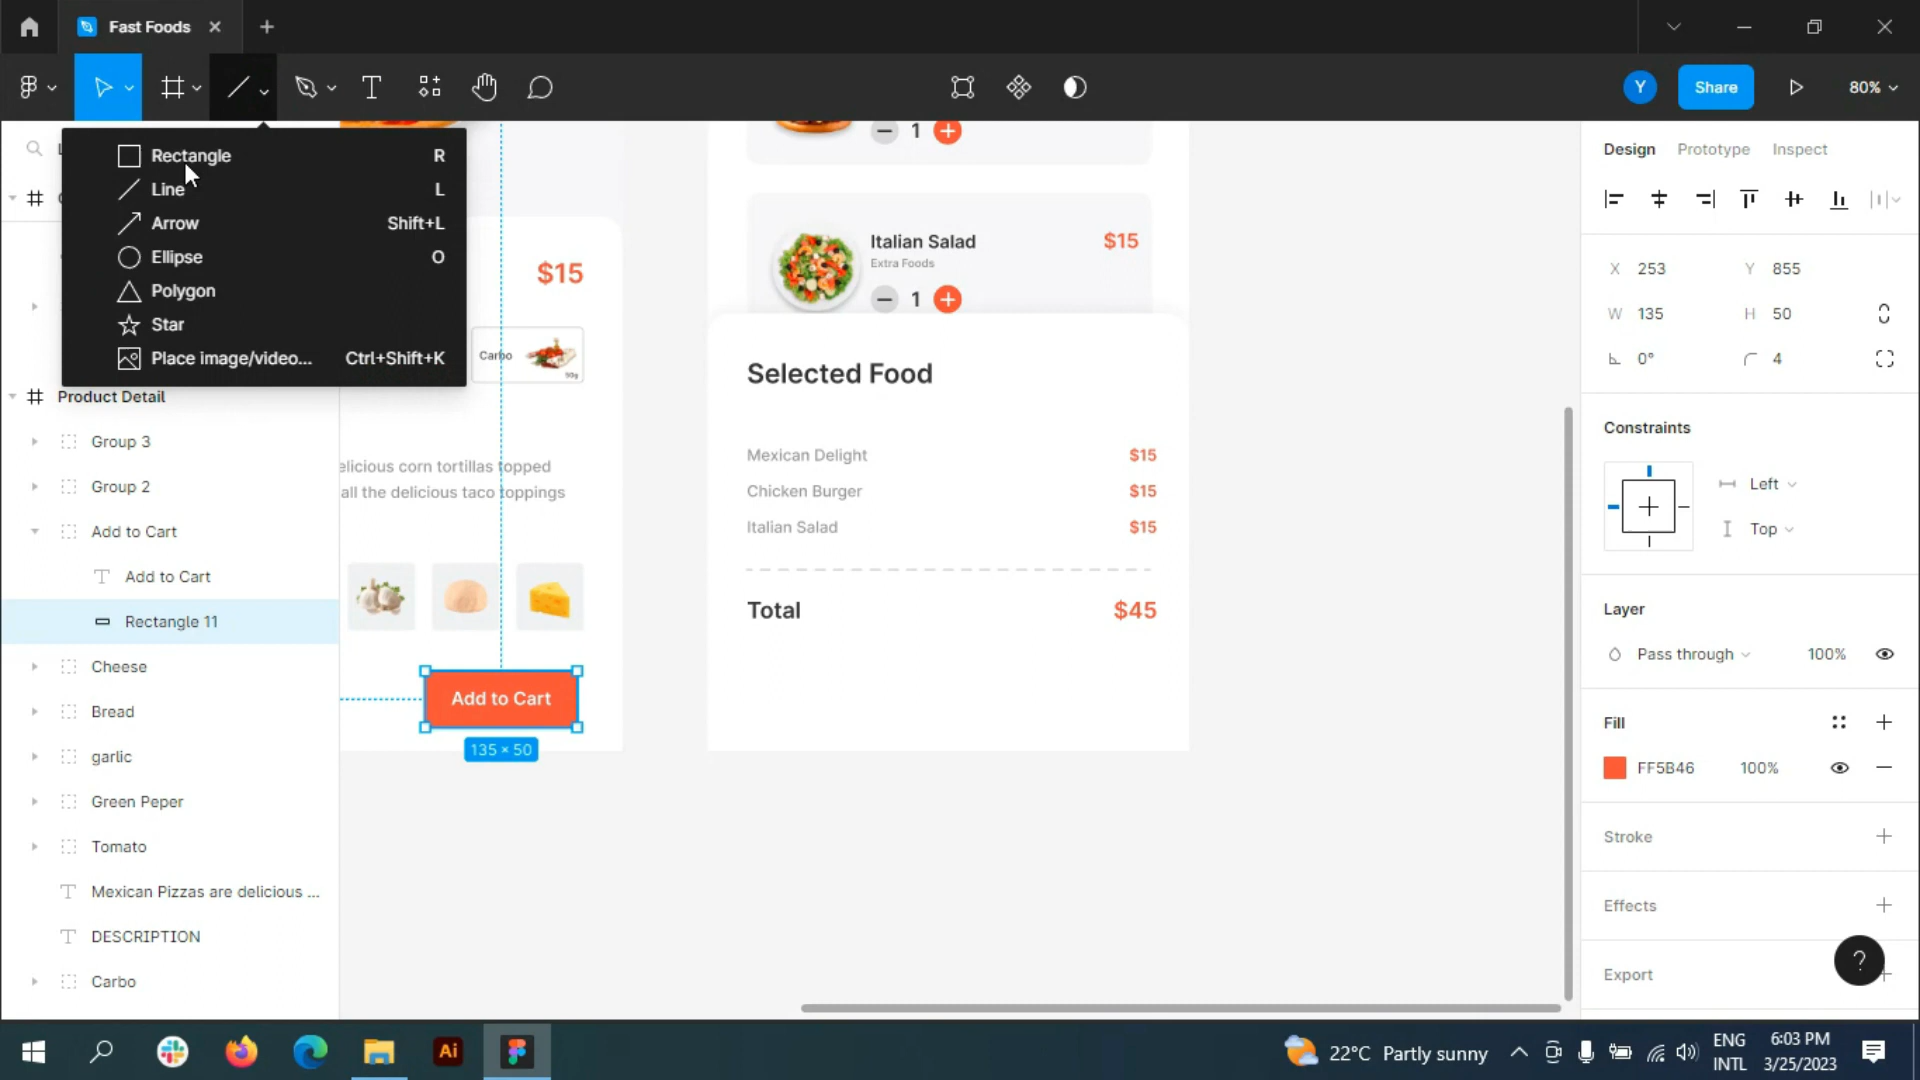 Fast Foods
Share
80%
Y
Rectangle R
Line L
Arrow Shift+L
Ellipse O
Polygon
Star
Place image/video... Ctrl+Shift+K
Product Detail
Group 3
Group 2
Add to Cart
Add to Cart
Rectangle 11
Cheese
Bread
garlic
Green Peper
Tomato
Mexican Pizzas are delicious ...
DESCRIPTION
Carbo
$15
Carbo
50g
elicious corn tortillas topped
all the delicious taco toppings
Add to Cart
135 × 50
1
Italian Salad
$15
Extra Foods
1
Selected Food
Mexican Delight $15
Chicken Burger $15
Italian Salad $15
Total $45
Design Prototype Inspect
X 253 Y 855
W 135 H 50
0° 4
Constraints
Left
Top
Layer
Pass through 100%
Fill
FF5B46 100%
Stroke
Effects
Export
?
Ai
22°C Partly sunny
ENG
INTL
6:03 PM
3/25/2023